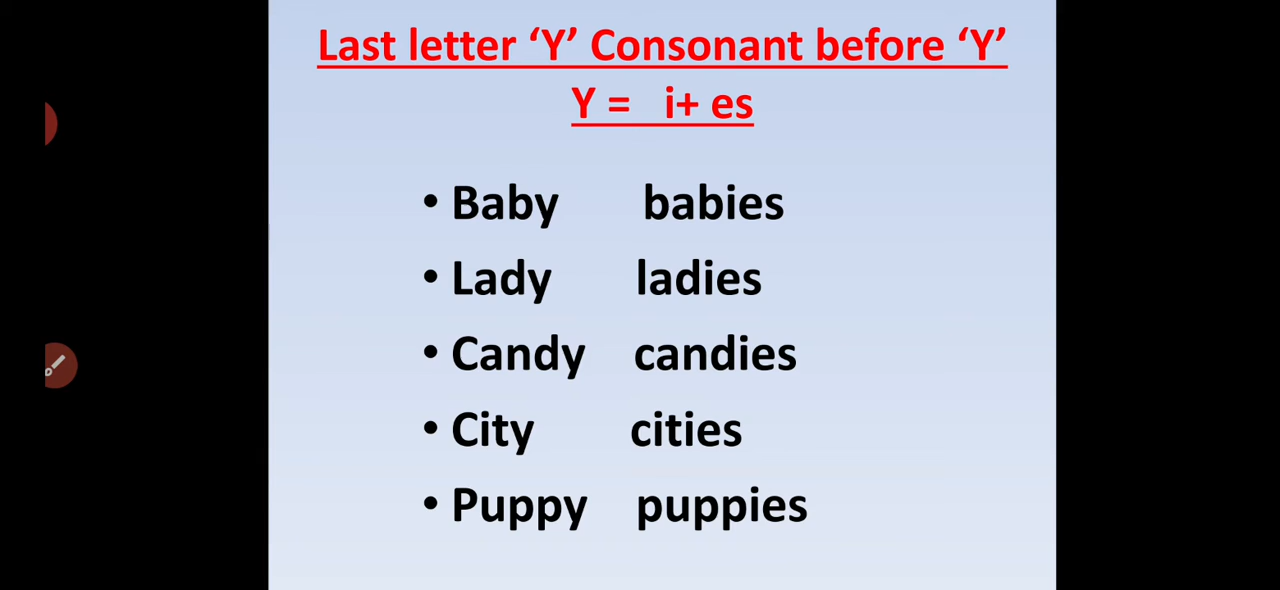 Last letter ‘Y’ Consonant before ‘Y’
Y = i+ es
• Baby babies
• Lady ladies
• Candy candies
• City cities
• Puppy puppies